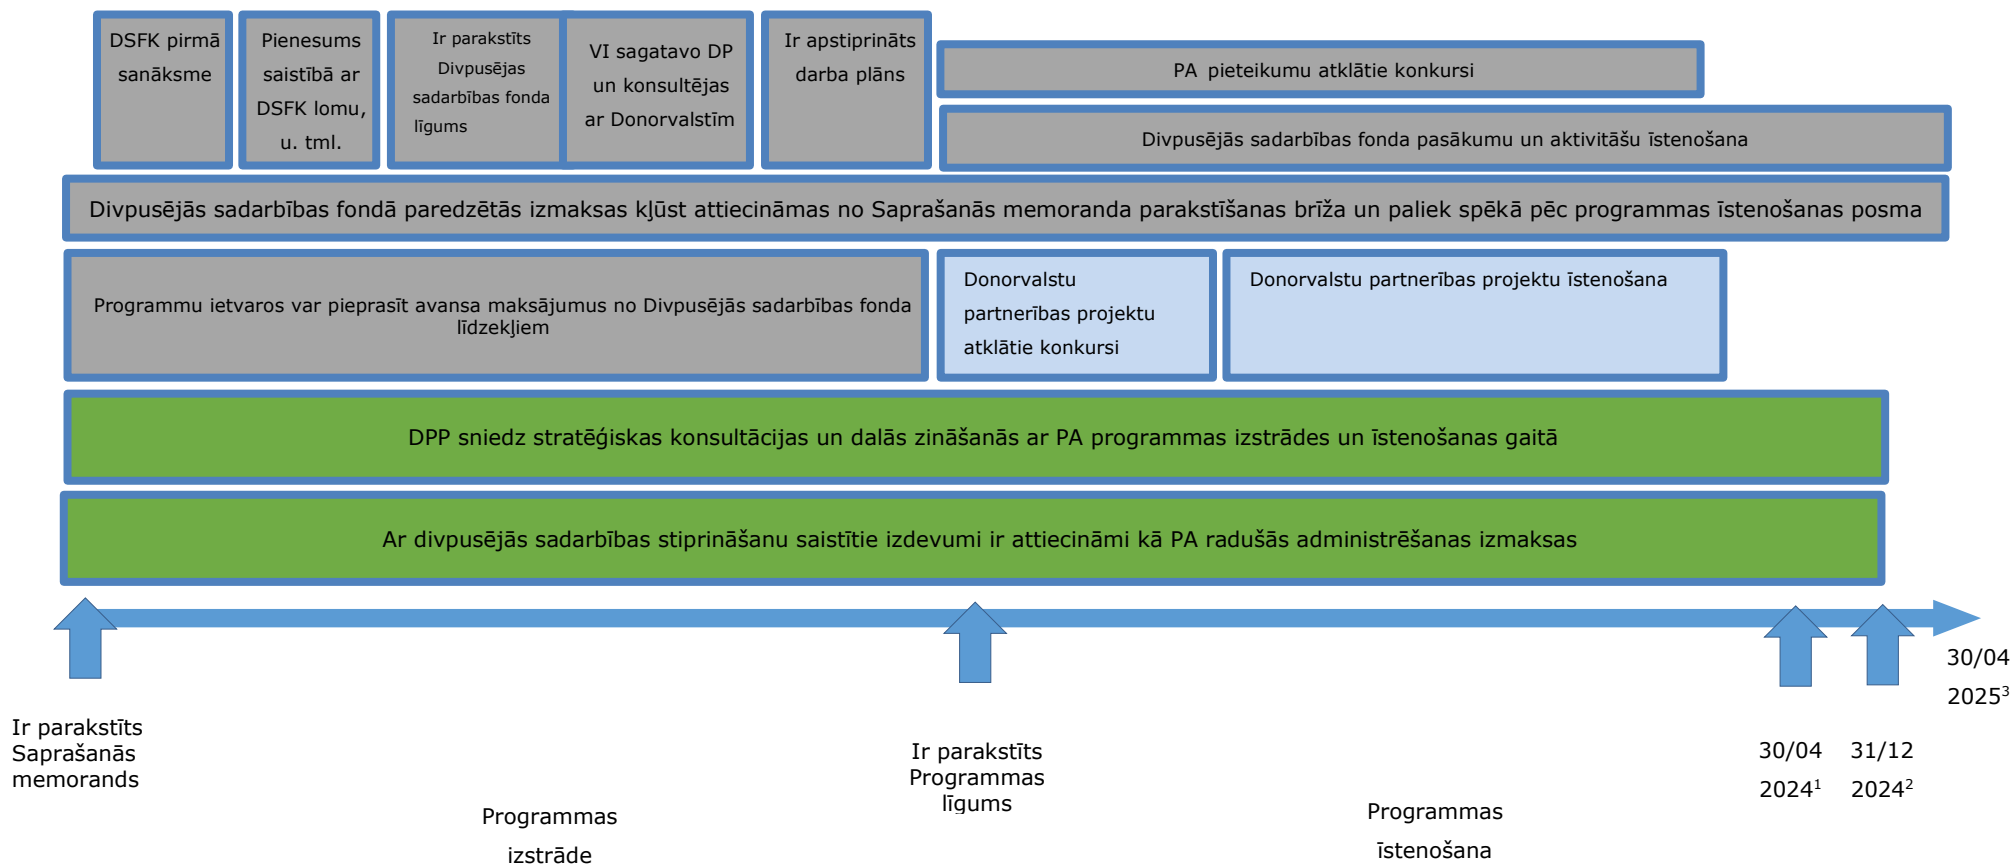 DSFK pirmā
sanāksme
Pienesums
saistībā ar
DSFK lomu,
u. tml.
Ir parakstīts
Divpusējas
sadarbības fonda
līgums
VI sagatavo DP
un konsultējas
ar Donorvalstīm
Ir apstiprināts
darba plāns
PA pieteikumu atklātie konkursi
Divpusējās sadarbības fonda pasākumu un aktivitāšu īstenošana
Divpusējās sadarbības fondā paredzētās izmaksas kļūst attiecināmas no Saprašanās memoranda parakstīšanas brīža un paliek spēkā pēc programmas īstenošanas posma
Programmu ietvaros var pieprasīt avansa maksājumus no Divpusējās sadarbības fonda
līdzekļiem
Donorvalstu
partnerības projektu
atklātie konkursi
Donorvalstu partnerības projektu īstenošana
DPP sniedz stratēģiskas konsultācijas un dalās zināšanās ar PA programmas izstrādes un īstenošanas gaitā
Ar divpusējās sadarbības stiprināšanu saistītie izdevumi ir attiecināmi kā PA radušās administrēšanas izmaksas
30/04
2025³
Ir parakstīts
Saprašanās
memorands
Ir parakstīts
Programmas
līgums
30/04
2024¹
31/12
2024²
Programmas
izstrāde
Programmas
īstenošana